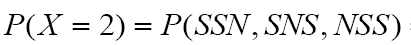 P(X = 2) = P(SSN, SNS, NSS) =